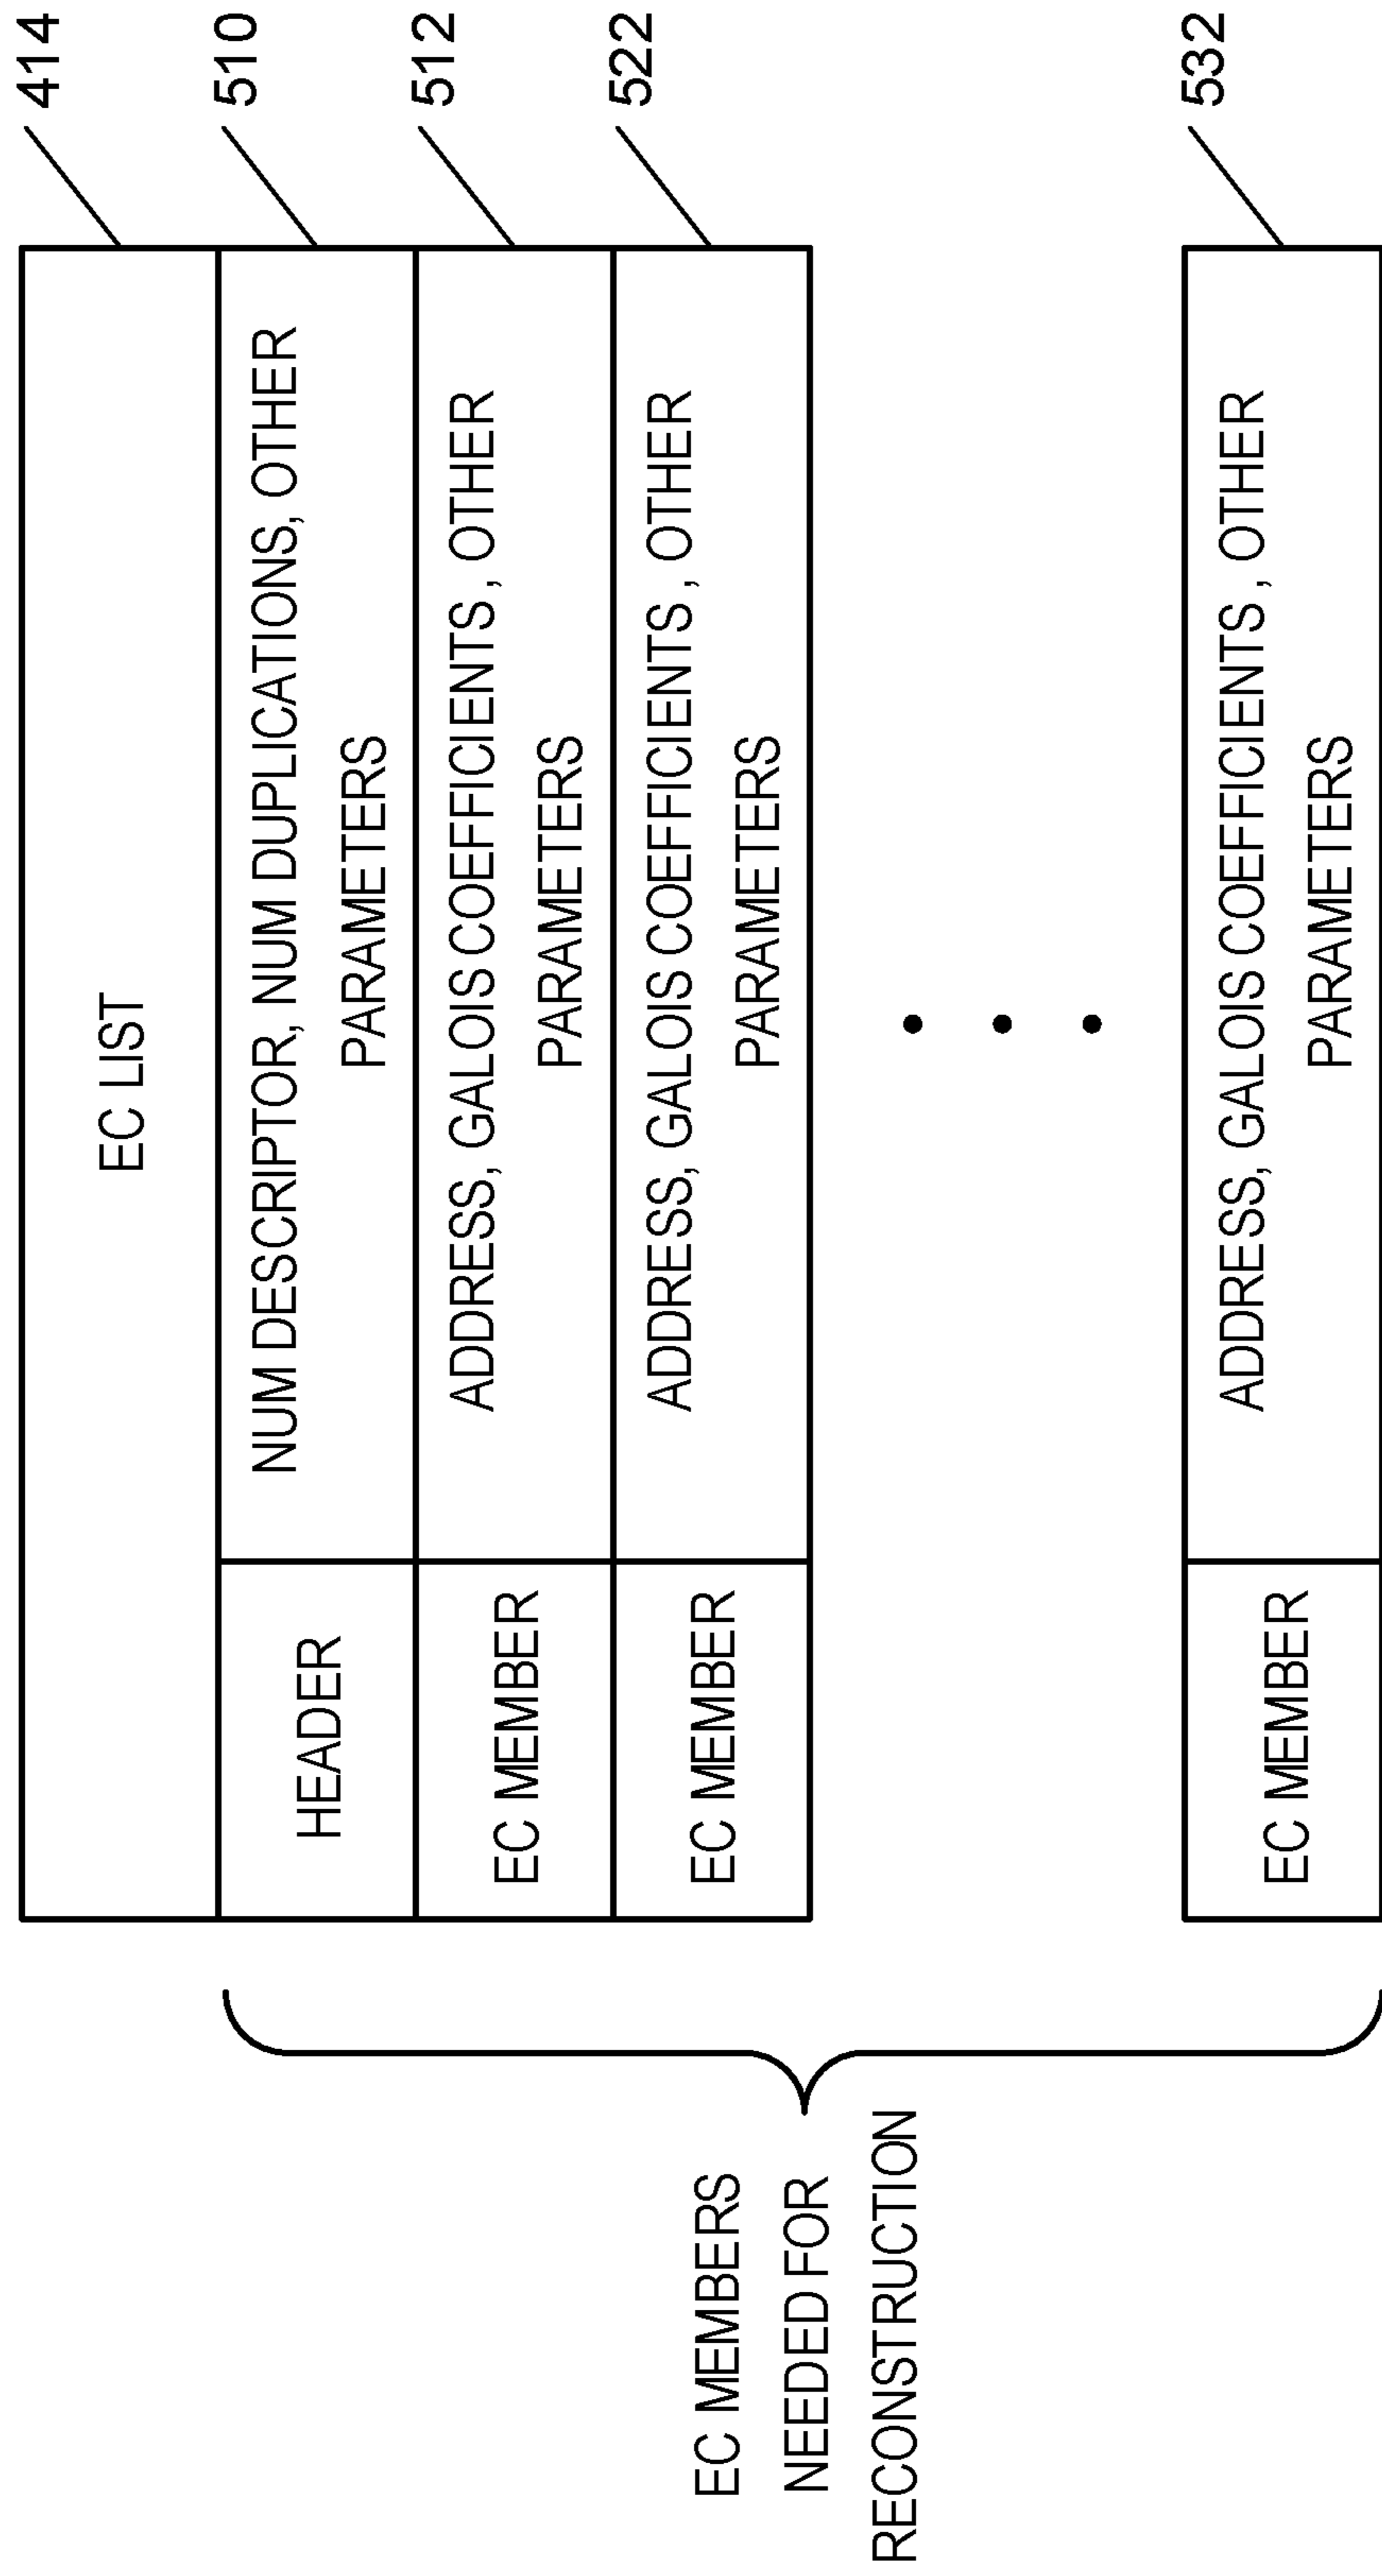 EC LIST
414
HEADER
NUM DESCRIPTOR, NUM DUPLICATIONS, OTHER
PARAMETERS
510
EC MEMBER
ADDRESS, GALOIS COEFFICIENTS, OTHER
PARAMETERS
512
EC MEMBER
ADDRESS, GALOIS COEFFICIENTS, OTHER
PARAMETERS
522
EC MEMBERS
NEEDED FOR
RECONSTRUCTION
EC MEMBER
ADDRESS, GALOIS COEFFICIENTS, OTHER
PARAMETERS
532